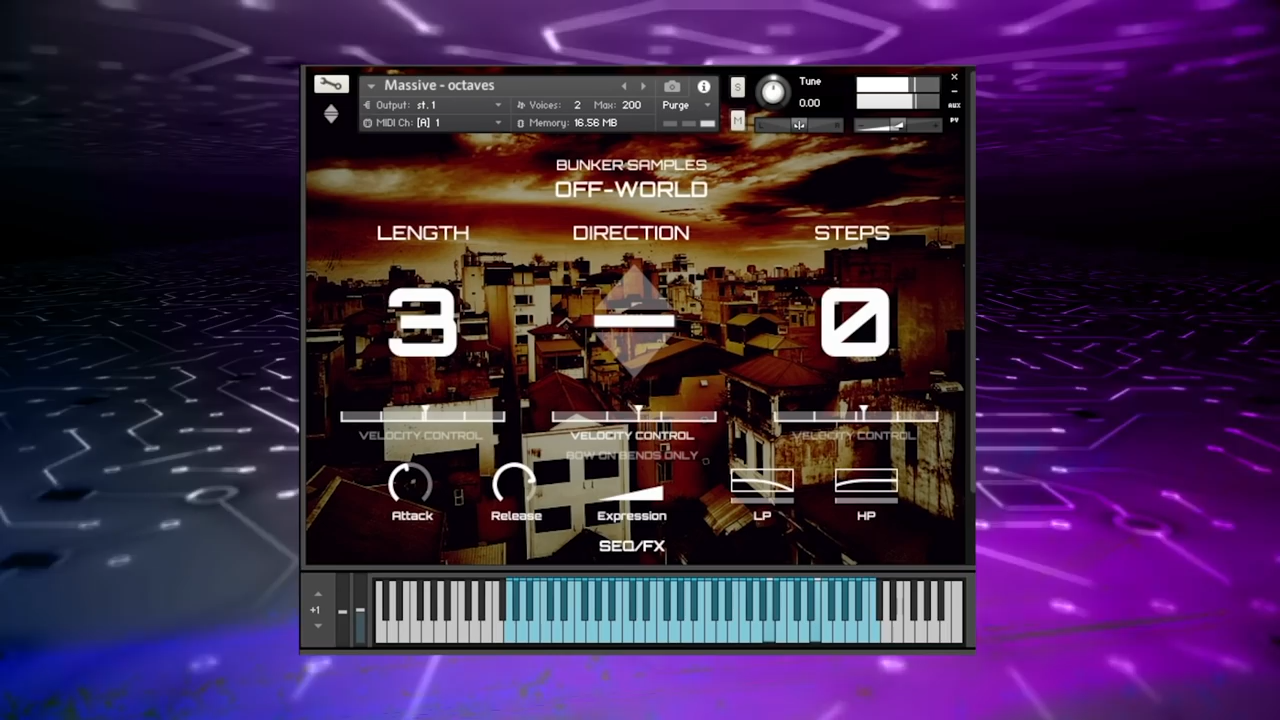 Massive - octaves
S
Tune
Output: st. 1
Voices: 2 Max: 200
Purge
0.00
AUX
MIDI Ch: [A] 1
Memory: 16.56 MB
M
L R
PV
BUNKER SAMPLES
OFF-WORLD
LENGTH DIRECTION STEPS
3 0
VELOCITY CONTROL VELOCITY CONTROL VELOCITY CONTROL
BOW ON BENDS ONLY
Attack Release Expression LP HP
SEQ/FX
+1